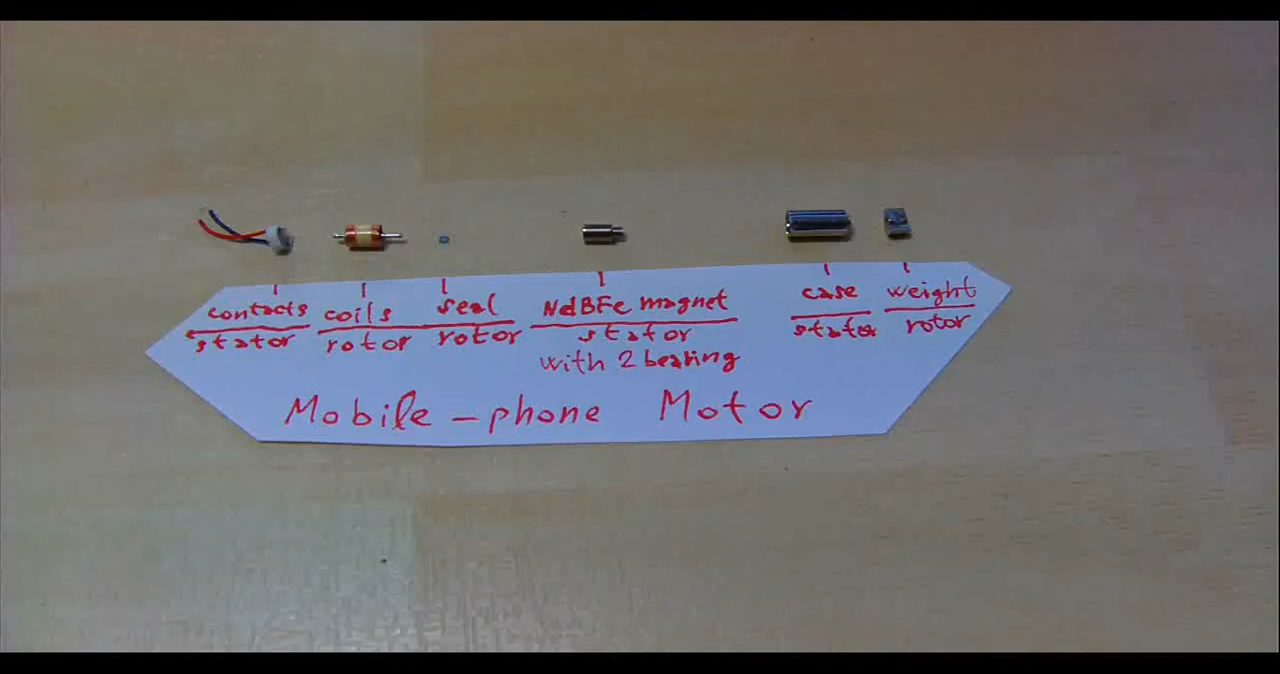 contacts coils seal NdBFe magnet case weight
stator rotor rotor stator stator rotor
with 2 bearing
Mobile-phone Motor